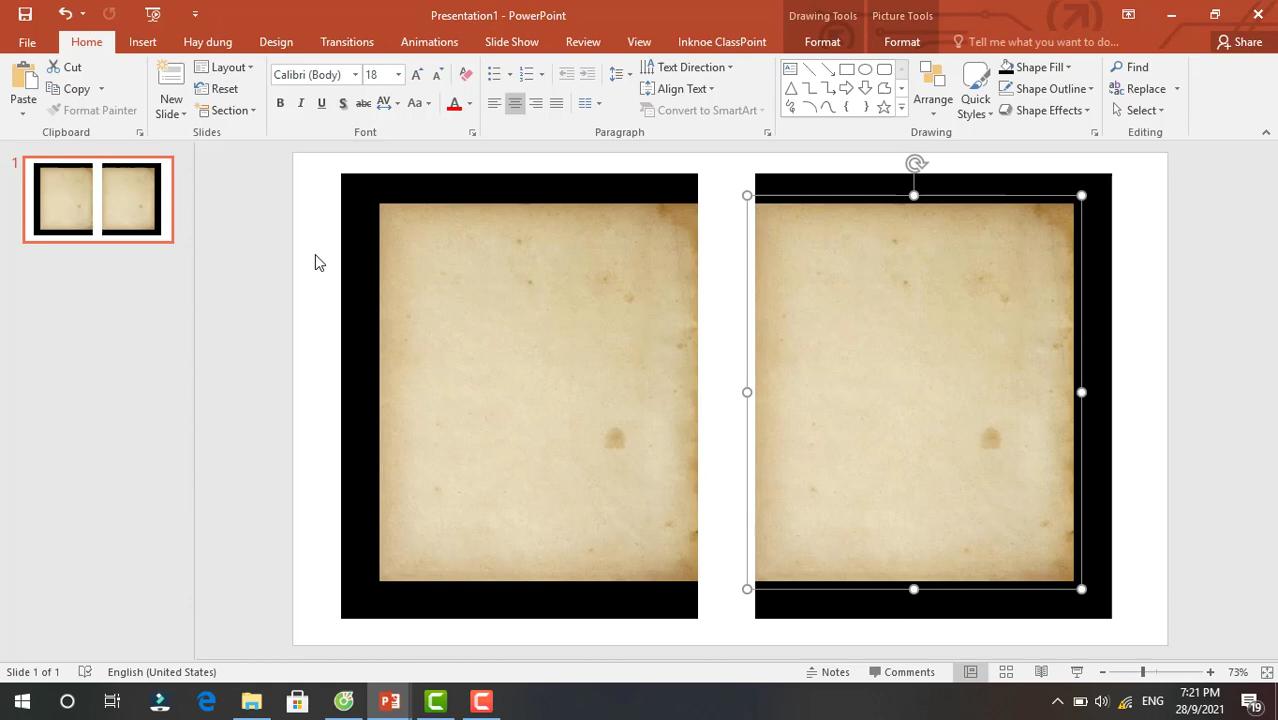 Presentation1 - PowerPoint
Drawing Tools
Picture Tools
File
Home
Insert
Hay dung
Design
Transitions
Animations
Slide Show
Review
View
Inknoe ClassPoint
Format
Format
Tell me what you want to do...
Share
Paste
Cut
Copy
Format Painter
Clipboard
New
Slide
Layout
Reset
Section
Slides
Calibri (Body)
18
B I U S abc AV Aa A
Font
Text Direction
Align Text
Convert to SmartArt
Paragraph
Arrange
Quick
Styles
Shape Fill
Shape Outline
Shape Effects
Drawing
Find
Replace
Select
Editing
1
Slide 1 of 1
English (United States)
Notes
Comments
73%
ENG
7:21 PM
28/9/2021
19